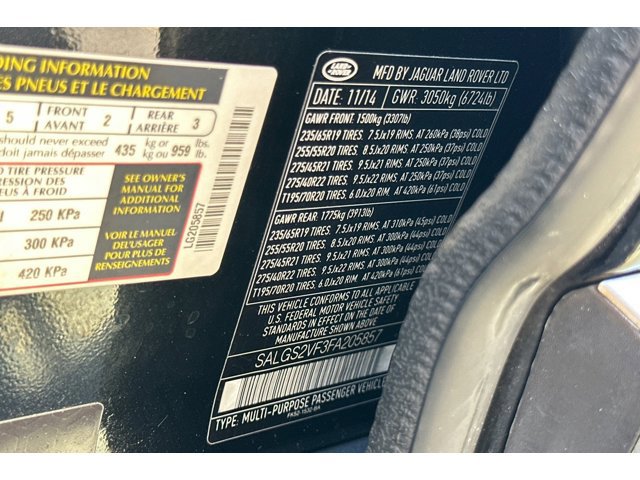 DING INFORMATION
ES PNEUS ET LE CHARGEMENT
5 FRONT AVANT 2 REAR ARRIÈRE 3
should never exceed
doit jamais dépasser 435 kg or kg ou 959 lbs. lb.
D TIRE PRESSURE
PRESSION
ES PNEUS
À FROID
250 KPa
300 KPa
420 KPa
SEE OWNER'S
MANUAL FOR
ADDITIONAL
INFORMATION
VOIR LE MANUEL
DE L'USAGER
POUR PLUS DE
RENSEIGNEMENTS
LG205857
LAND ROVER
MFD BY JAGUAR LAND ROVER LTD
DATE: 11/14 GWR: 3050kg (6724lb)
GAWR FRONT 1500kg (3307lb)
235/65R19 TIRES. 7.5Jx19 RIMS. AT 260kPa (38psi) COLD
255/55R20 TIRES. 8.5Jx20 RIMS. AT 250kPa (37psi) COLD
275/45R21 TIRES. 9.5Jx21 RIMS. AT 250kPa (37psi) COLD
275/40R22 TIRES. 9.5Jx22 RIMS. AT 250kPa (37psi) COLD
T195/70R20 TIRES. 6.0Jx20 RIMS. AT 420kPa (61psi) COLD
GAWR REAR. 1775kg (3913lb)
235/65R19 TIRES. 7.5Jx19 RIMS. AT 310kPa (45psi) COLD
255/55R20 TIRES. 8.5Jx20 RIMS. AT 300kPa (44psi) COLD
275/45R21 TIRES. 9.5Jx21 RIMS. AT 300kPa (44psi) COLD
275/40R22 TIRES. 9.5Jx22 RIMS. AT 300kPa (44psi) COLD
T195/70R20 TIRES. 6.0Jx20 RIMS. AT 420kPa (61psi) COLD
THIS VEHICLE CONFORMS TO ALL APPLICABLE
U.S. FEDERAL MOTOR VEHICLE SAFETY
STANDARDS IN EFFECT ON THE DATE OF
MANUFACTURE SHOWN ABOVE
SALGS2VF3FA205857
TYPE: MULTI-PURPOSE PASSENGER VEHICLE